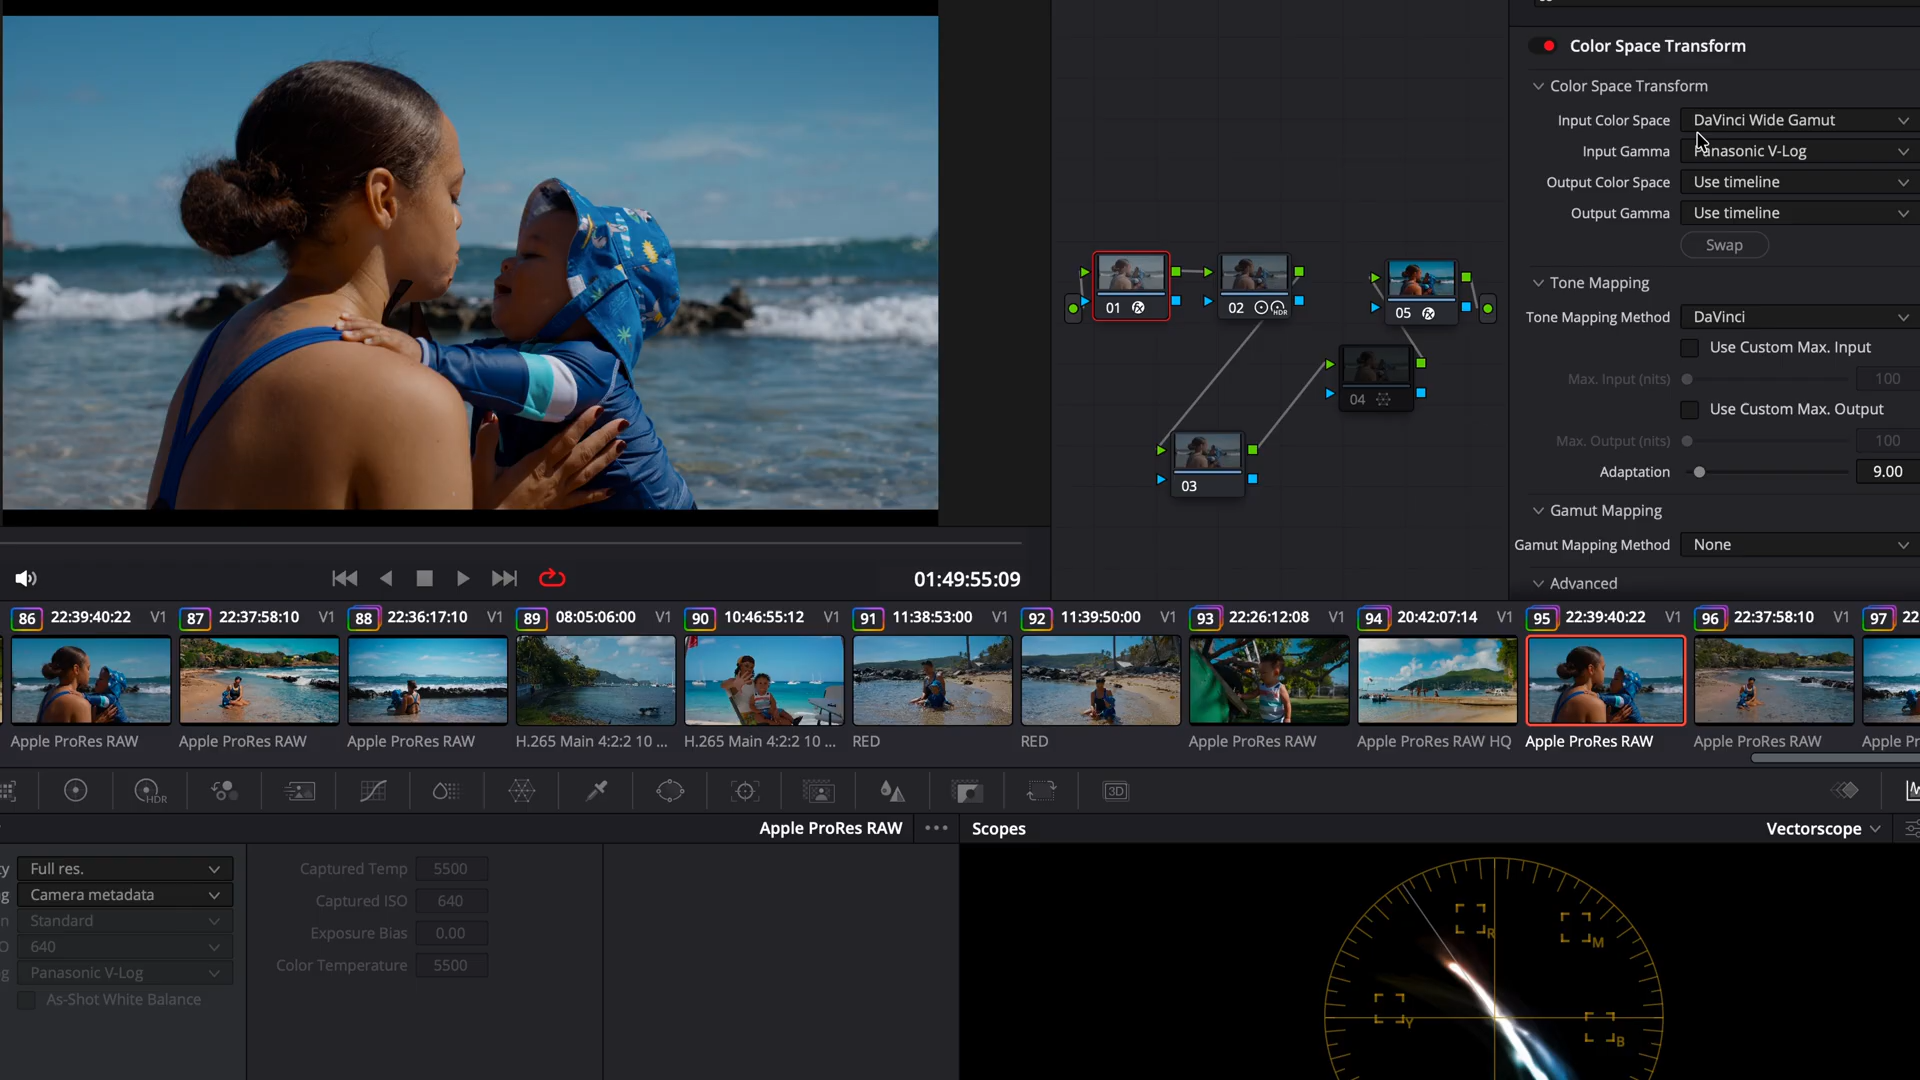 Color Space Transform
Color Space Transform
Input Color Space DaVinci Wide Gamut
Input Gamma Panasonic V-Log
Output Color Space Use timeline
Output Gamma Use timeline
Swap
Tone Mapping
Tone Mapping Method DaVinci
Use Custom Max. Input
Max. Input (nits) 100
Use Custom Max. Output
Max. Output (nits) 100
Adaptation 9.00
Gamut Mapping
Gamut Mapping Method None
Advanced
01
02 HDR
05
04
03
01:49:55:09
86 22:39:40:22 V1
87 22:37:58:10 V1
88 22:36:17:10 V1
89 08:05:06:00 V1
90 10:46:55:12 V1
91 11:38:53:00 V1
92 11:39:50:00 V1
93 22:26:12:08 V1
94 20:42:07:14 V1
95 22:39:40:22 V1
96 22:37:58:10 V1
97 22
Apple ProRes RAW
Apple ProRes RAW
Apple ProRes RAW
H.265 Main 4:2:2 10 ...
H.265 Main 4:2:2 10 ...
RED
RED
Apple ProRes RAW
Apple ProRes RAW HQ
Apple ProRes RAW
Apple ProRes RAW
Apple Pr
HDR
3D
Apple ProRes RAW
Scopes
Vectorscope
Full res.
Camera metadata
Standard
640
Panasonic V-Log
As-Shot White Balance
Captured Temp 5500
Captured ISO 640
Exposure Bias 0.00
Color Temperature 5500
R
M
Y
B